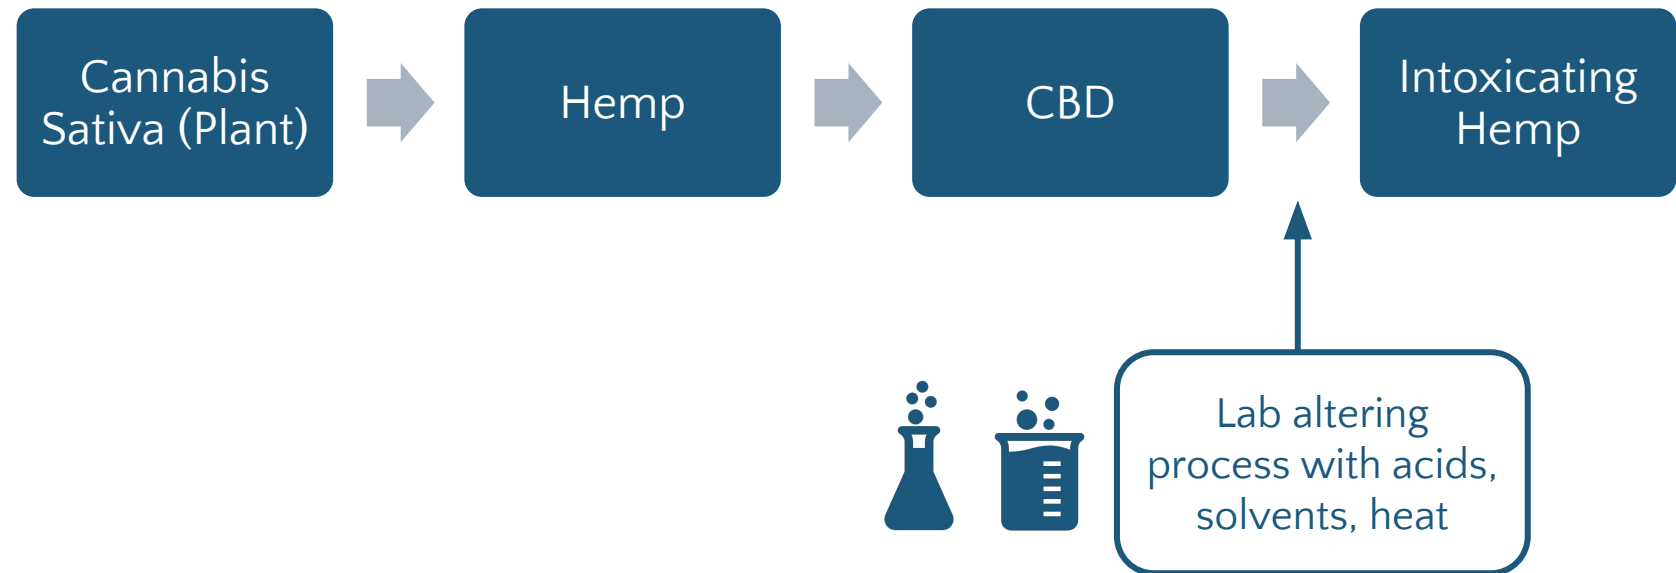 Cannabis
Sativa (Plant)
Hemp
CBD
Intoxicating
Hemp
Lab altering
process with acids,
solvents, heat